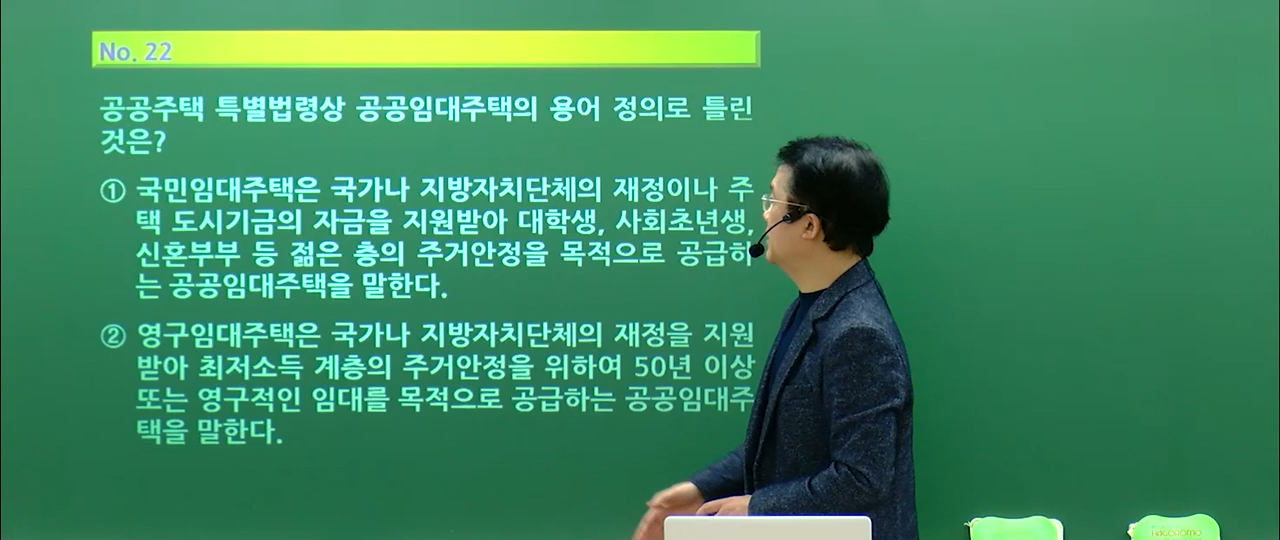 No. 22
공공주택 특별법령상 공공임대주택의 용어 정의로 틀린
것은?
① 국민임대주택은 국가나 지방자치단체의 재정이나 주
택 도시기금의 자금을 지원받아 대학생, 사회초년생,
신혼부부 등 젊은 층의 주거안정을 목적으로 공급하
는 공공임대주택을 말한다.
② 영구임대주택은 국가나 지방자치단체의 재정을 지원
받아 최저소득 계층의 주거안정을 위하여 50년 이상
또는 영구적인 임대를 목적으로 공급하는 공공임대주
택을 말한다.